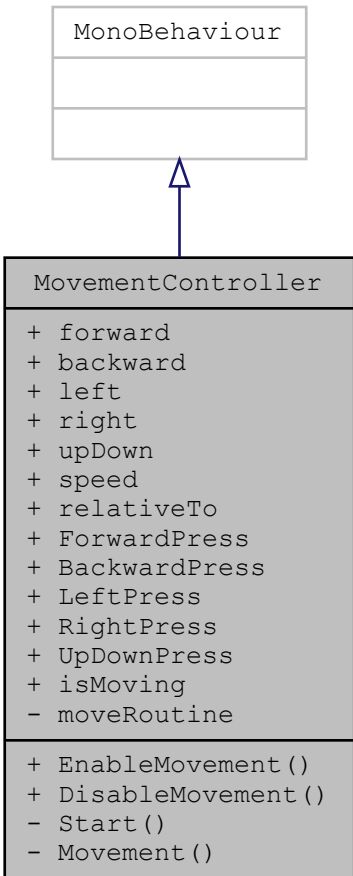 MonoBehaviour
MovementController
+ forward
+ backward
+ left
+ right
+ upDown
+ speed
+ relativeTo
+ ForwardPress
+ BackwardPress
+ LeftPress
+ RightPress
+ UpDownPress
+ isMoving
- moveRoutine
+ EnableMovement()
+ DisableMovement()
- Start()
- Movement()